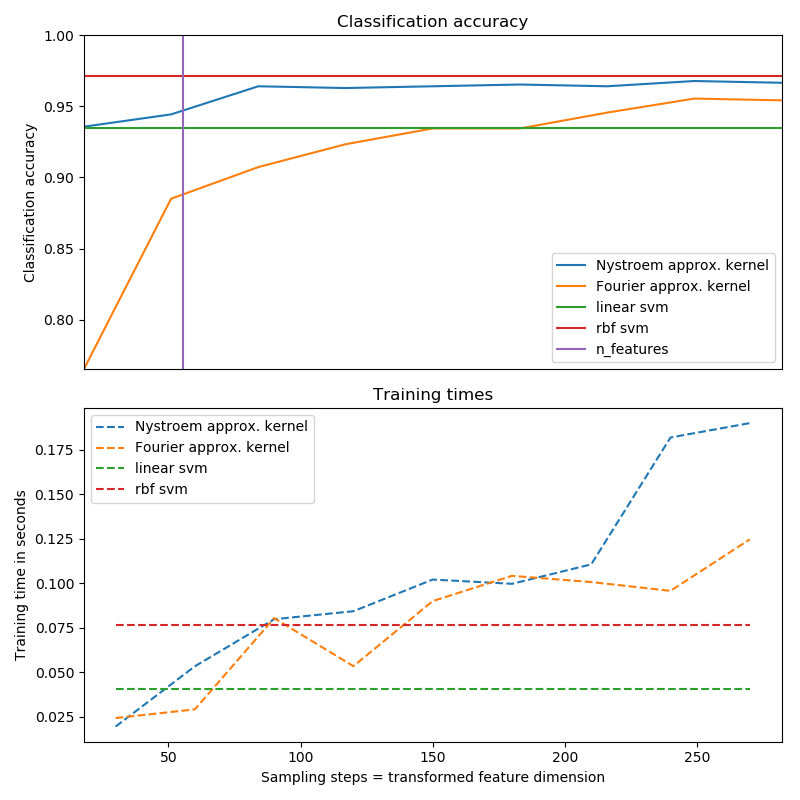 Classification accuracy
1.00
0.95
0.90
0.85
0.80
Classification accuracy
Nystroem approx. kernel
Fourier approx. kernel
linear svm
rbf svm
n_features
Training times
0.175
0.150
0.125
0.100
0.075
0.050
0.025
Training time in seconds
Nystroem approx. kernel
Fourier approx. kernel
linear svm
rbf svm
50
100
150
200
250
Sampling steps = transformed feature dimension